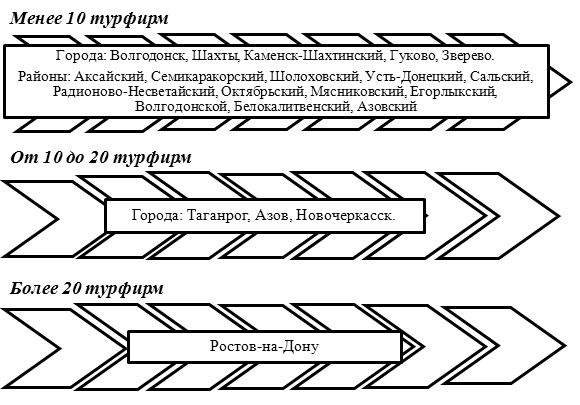 Менее 10 турфирм
Города: Волгодонск, Шахты, Каменск-Шахтинский, Гуково, Зверево.
Районы: Аксайский, Семикаракорский, Шолоховский, Усть-Донецкий, Сальский,
Радионово-Несветайский, Октябрьский, Мясниковский, Егорлыкский,
Волгодонской, Белокалитвенский, Азовский
От 10 до 20 турфирм
Города: Таганрог, Азов, Новочеркасск.
Более 20 турфирм
Ростов-на-Дону